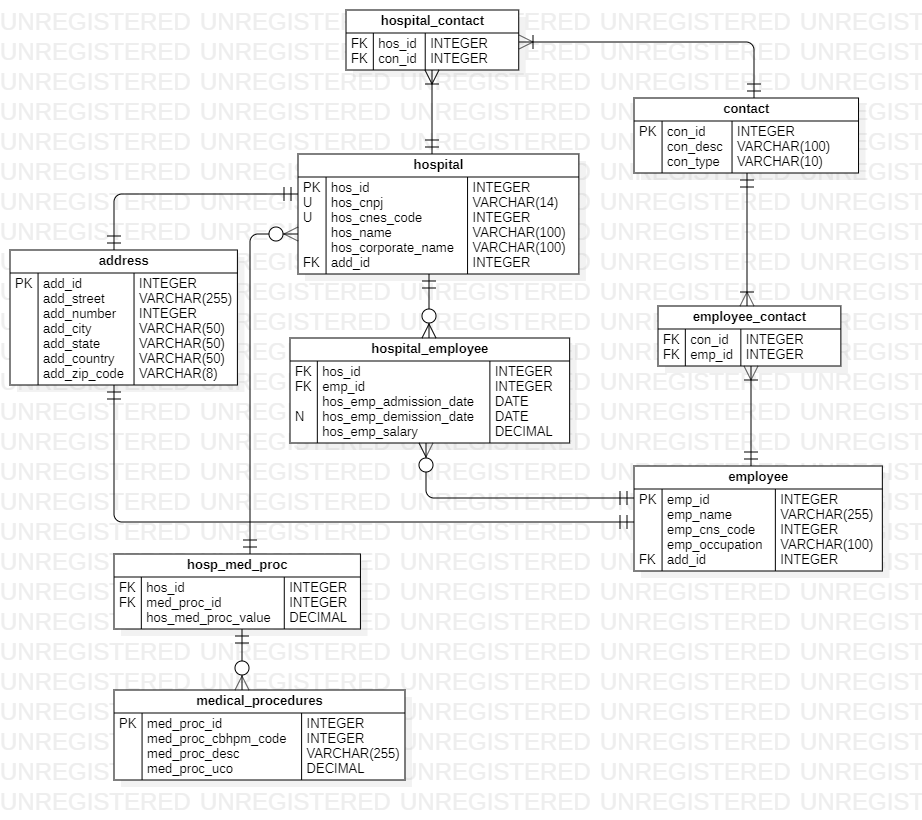 hospital_contact
FK hos_id INTEGER
FK con_id INTEGER
contact
PK con_id INTEGER
con_desc VARCHAR(100)
con_type VARCHAR(10)
hospital
PK hos_id INTEGER
U hos_cnpj VARCHAR(14)
U hos_cnes_code INTEGER
hos_name VARCHAR(100)
hos_corporate_name VARCHAR(100)
FK add_id INTEGER
address
PK add_id INTEGER
add_street VARCHAR(255)
add_number INTEGER
add_city VARCHAR(50)
add_state VARCHAR(50)
add_country VARCHAR(50)
add_zip_code VARCHAR(8)
employee_contact
FK con_id INTEGER
FK emp_id INTEGER
hospital_employee
FK hos_id INTEGER
FK emp_id INTEGER
hos_emp_admission_date DATE
N hos_emp_demission_date DATE
hos_emp_salary DECIMAL
employee
PK emp_id INTEGER
emp_name VARCHAR(255)
emp_cns_code INTEGER
emp_occupation VARCHAR(100)
FK add_id INTEGER
hosp_med_proc
FK hos_id INTEGER
FK med_proc_id INTEGER
hos_med_proc_value DECIMAL
medical_procedures
PK med_proc_id INTEGER
med_proc_cbhpm_code INTEGER
med_proc_desc VARCHAR(255)
med_proc_uco DECIMAL
UNREGISTERED UNREGISTERED UNREGISTERED UNREGISTERED